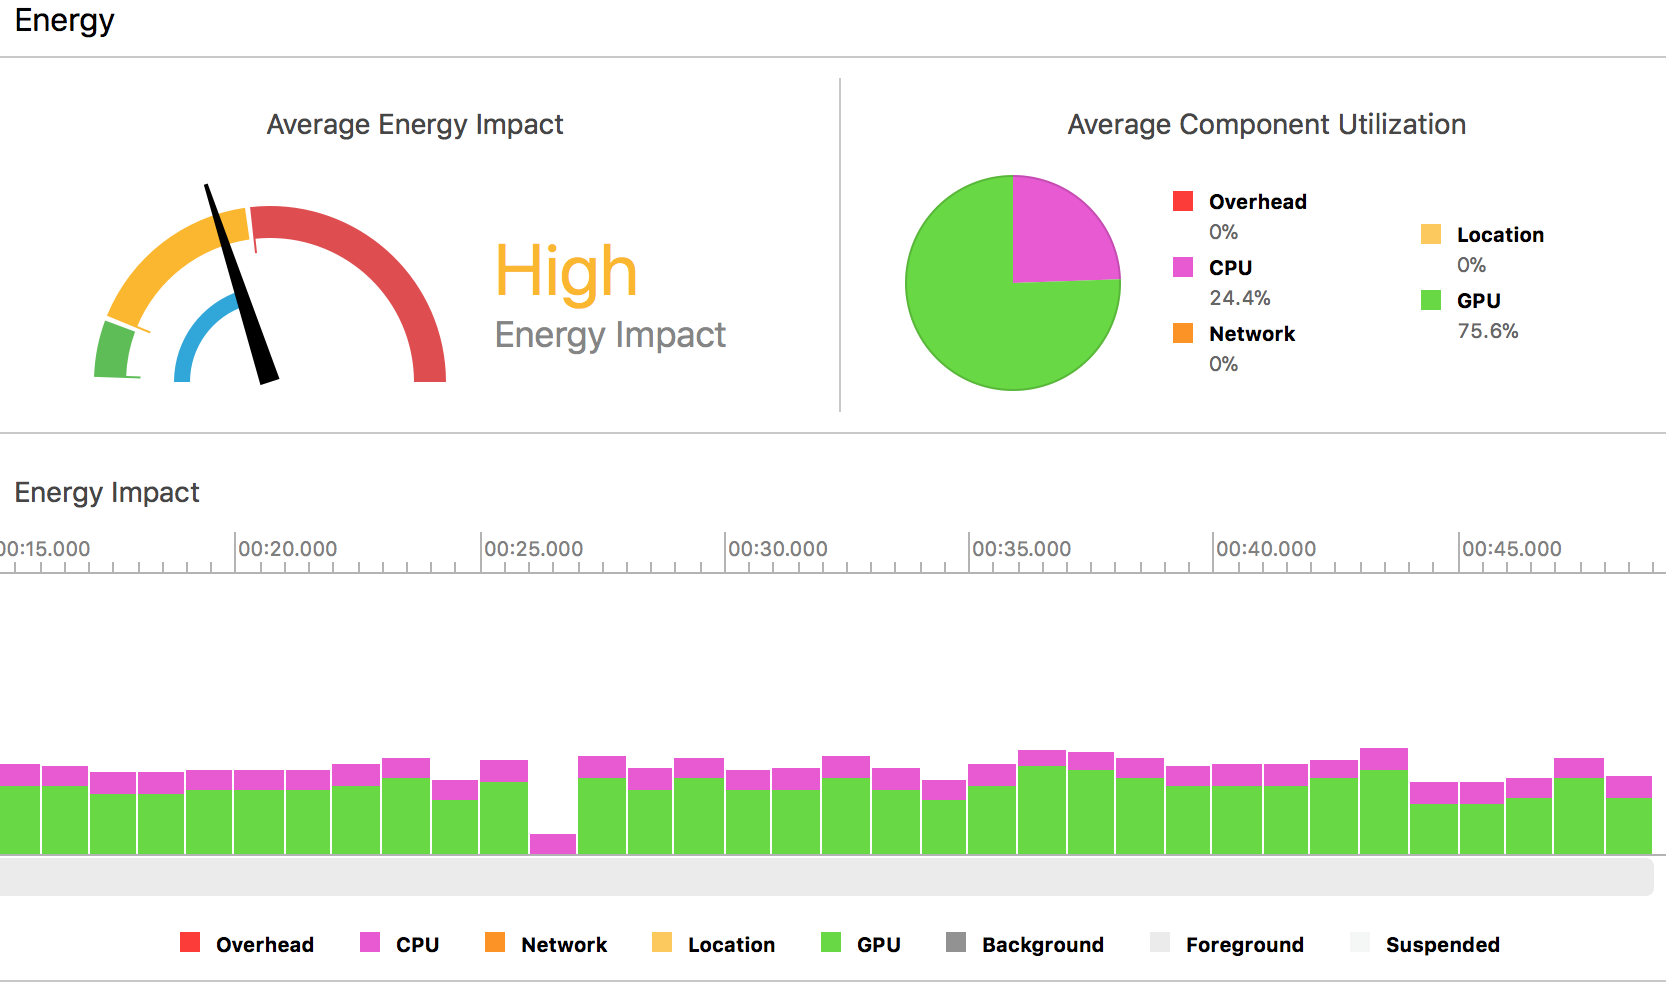 Energy
Average Energy Impact
High
Energy Impact
Average Component Utilization
Overhead
0%
CPU
24.4%
Network
0%
Location
0%
GPU
75.6%
Energy Impact
00:15.000 00:20.000 00:25.000 00:30.000 00:35.000 00:40.000 00:45.000
Overhead CPU Network Location GPU Background Foreground Suspended